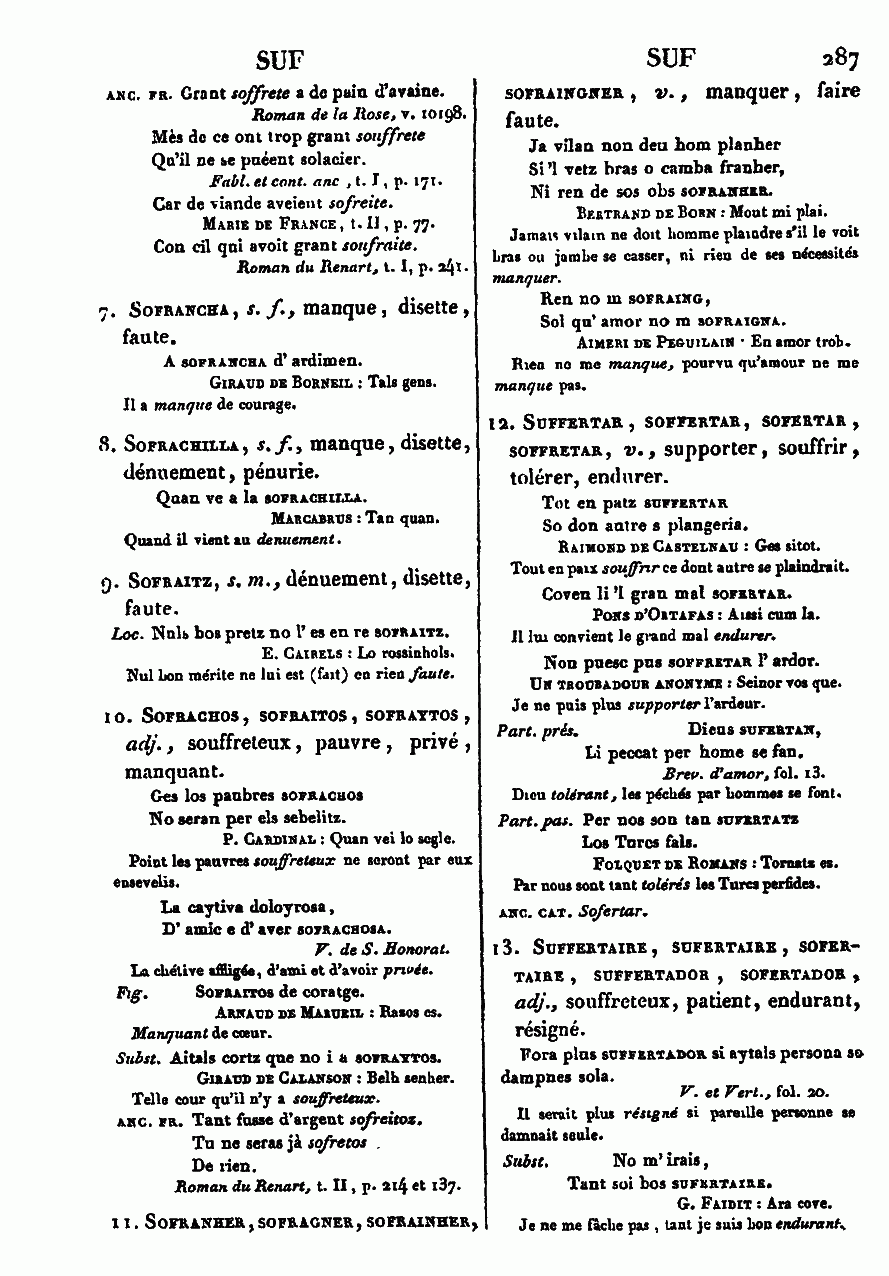 SUF
SUF 287
ANC. FR. Grant soffrete a de pain d'avaine.
Roman de la Rose, v. 10198.
Mès de ce ont trop grant souffrete
Qu'il ne se puéent solacier.
Fabl. et cont. anc, t. I, p. 171.
Car de viande aveient sofreite.
MARIE DE FRANCE, t. II, p. 77.
Con cil qui avoit grant soufraite.
Roman du Renart, t. I, p. 241.
7. SOFRANCHA, s. f., manque, disette,
faute.
A SOFRANCHA d'ardimen.
GIRAUD DE BORNEIL : Tals gens.
Il a manque de courage.
8. SOFRACHILLA, s. f., manque, disette,
dénuement, pénurie.
Quan ve a la SOFRACHILLA.
MARCABRUS : Tan quan.
Quand il vient au denuement.
9. SOFRAITZ, s. m., dénuement, disette,
faute.
Loc. Nuls bos pretz no l'es en re SOFRAITZ.
E. CAIRELS : Lo rossinhols.
Nul bon mérite ne lui est (fait) en rien faute.
10. SOFRACHOS, SOFRAITOS, SOFRAYTOS,
adj., souffreteux, pauvre, privé,
manquant.
Ges los paubres SOFRACHOS
No seran per els sebelitz.
P. CARDINAL : Quan vei lo segle.
Point les pauvres souffreteux ne seront par eux
ensevelis.
La caytiva doloyrosa,
D'amic e d'aver SOFRACHOSA.
V. de S. Honorat.
La chétive affligée, d'ami et d'avoir privée.
Fig. SOFRAITOS de coratge.
ARNAUD DE MARUEIL : Rasos es.
Manquant de cœur.
Subst. Aitals cortz que no i a SOFRAYTOS.
GIRAUD DE CALANSON : Belh senher.
Telle cour qu'il n'y a souffreteux.
ANC. FR. Tant fusse d'argent sofreitox.
Tu ne seras jà sofretos.
De rien.
Roman du Renart, t. II, p. 214 et 137.
11. SOFRANHER, SOFRAGNER, SOFRAINHER,
SOFRAINGNER, v., manquer, faire
faute.
Ja vilan non deu hom planher
Si'l vetz bras o camba franher,
Ni ren de sos obs SOFRANHER.
BERTRAND DE BORN : Mout mi plai.
Jamais vilain ne doit homme plaindre s'il le voit
bras ou jambe se casser, ni rien de ses nécessités
manquer.
Ren no m SOFRAING,
Sol qu'amor no m SOFRAIGNA.
AIMERI DE PEGUILAIN : En amor trob.
Rien ne me manque, pourvu qu'amour ne me
manque pas.
12. SUFFERTAR, SOFFERTAR, SOFERTAR,
SOFFRETAR, v., supporter, souffrir,
tolérer, endurer.
Tot en patz SUFFERTAR
So don autre s plangeria.
RAIMOND DE CASTELNAU : Ges sitot.
Tout en paix souffrir ce dont autre se plaindrait.
Coven li'l gran mal SOFERTAR.
PONS D'ORTAFAS : Aissi cum la.
Il lui convient le grand mal endurer.
Non puesc pus SOFFRETAR l'ardor.
UN TROUBADOUR ANONYME : Seinor vos que.
Je ne puis plus supporter l'ardeur.
Part. prés. Dieus SUFERTAN,
Li peccat per home se fan.
Brev. d'amor, fol. 13.
Dieu tolérant, les péchés par hommes se font.
Part. pas. Per nos son tan SUFERTATZ
Los Turcs fals.
FOLQUET DE ROMANS : Tornatz es.
Par nous sont tant tolérés les Turcs perfides.
ANC. CAT. Sofertar.
13. SUFFERTAIRE, SUFERTAIRE, SOFER-
TAIRE, SUFFERTADOR, SOFERTADOR,
adj., souffreteux, patient, endurant,
résigné.
Fora plus SUFFERTADOR si aytals persona se
dampnes sola.
V. et Vert., fol. 20.
Il serait plus résigné si pareille personne se
damnait seule.
Subst. No m'irais,
Tant soi bos SUFERTAIRE.
G. FAIDIT : Ara cove.
Je ne me fâche pas, tant je suis bon endurant.